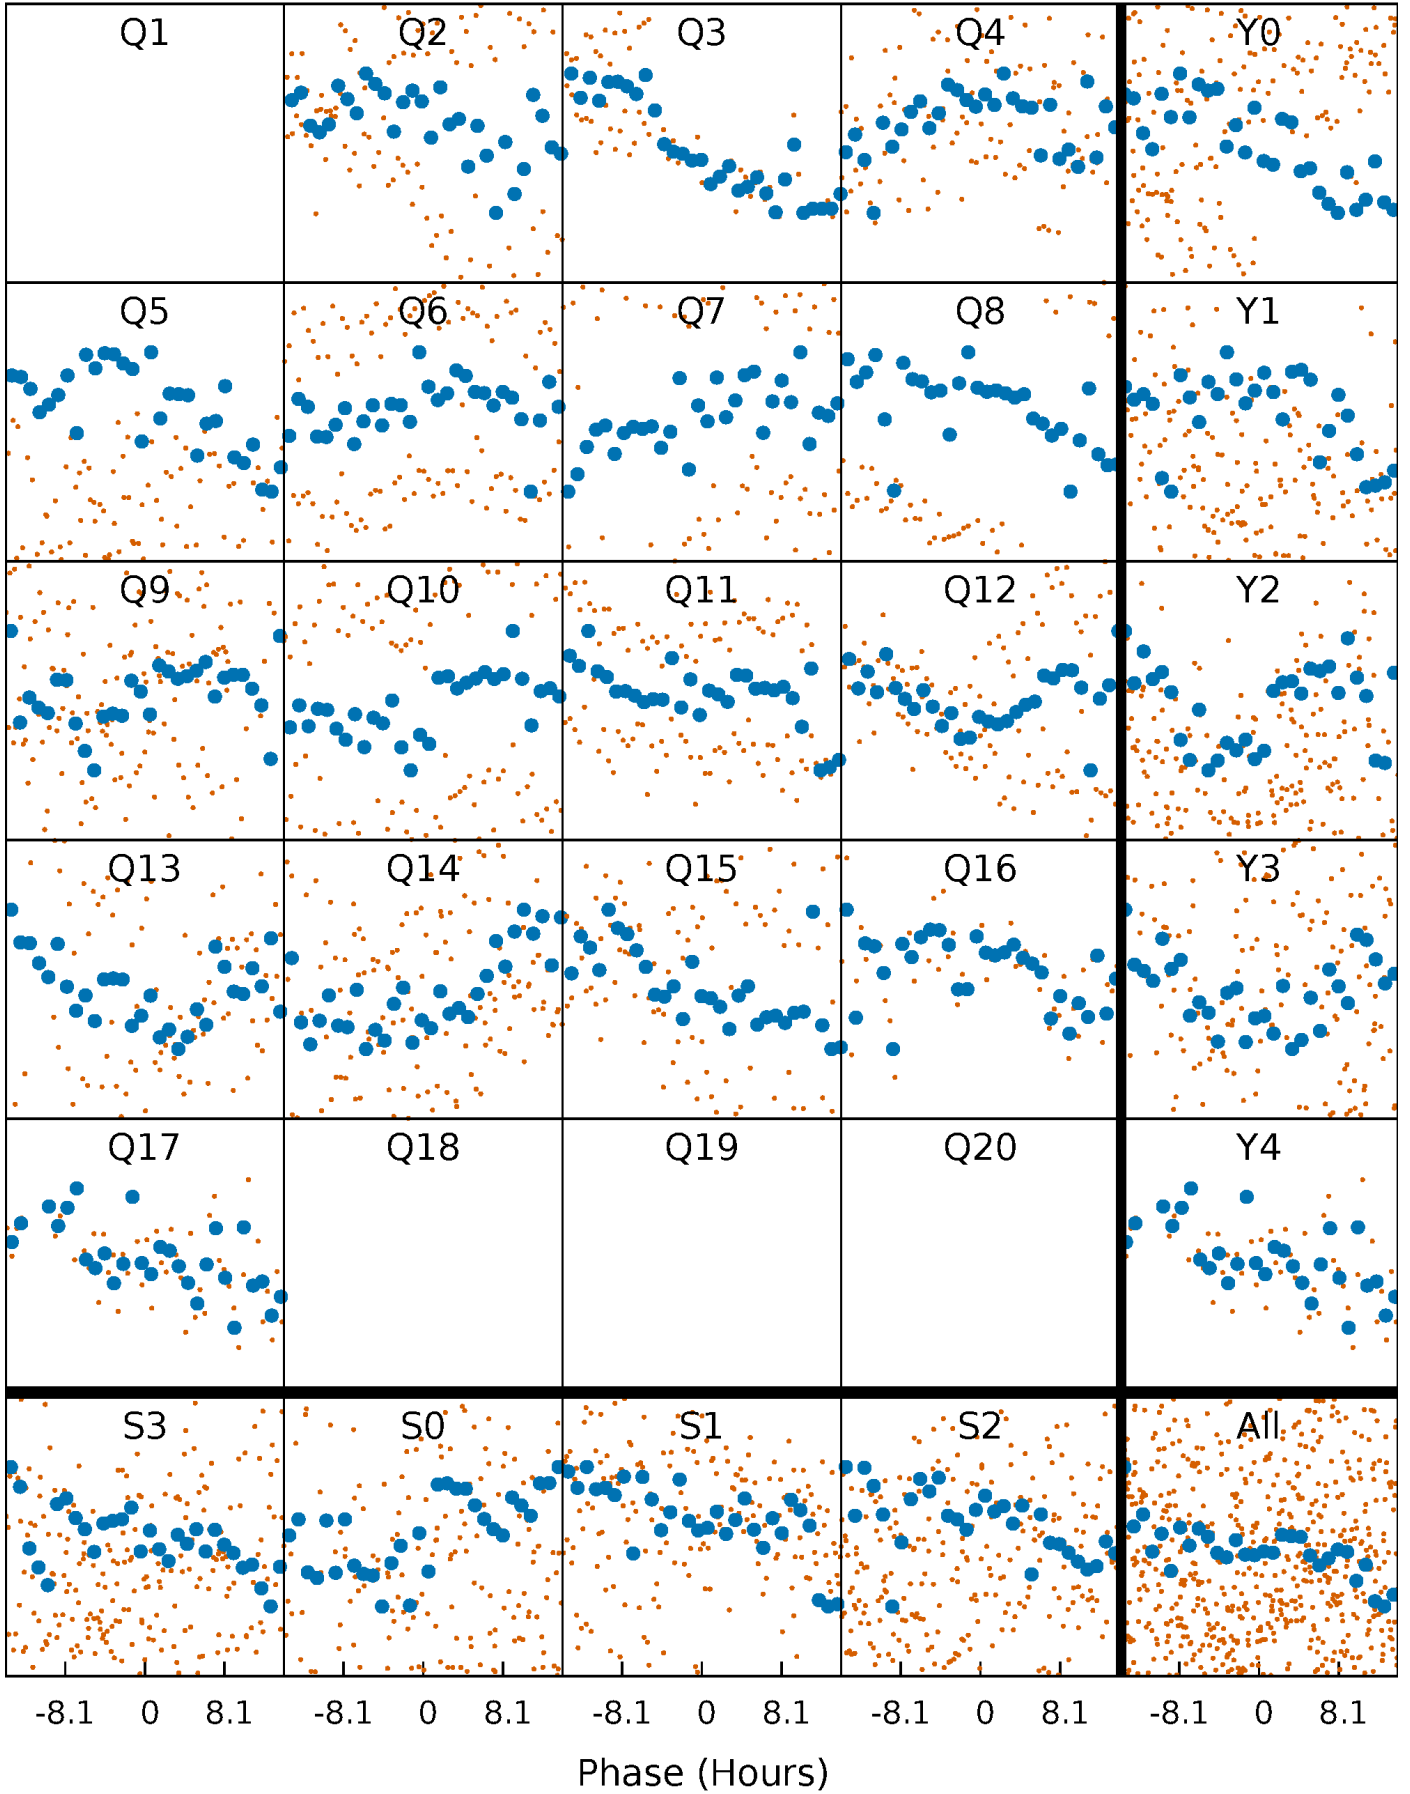 Q1 Q2 Q3 Q4 Y0
Q5 Q6 Q7 Q8 Y1
Q9 Q10 Q11 Q12 Y2
Q13 Q14 Q15 Q16 Y3
Q17 Q18 Q19 Q20 Y4
S3 S0 S1 S2 All
-8.1 0 8.1 -8.1 0 8.1 -8.1 0 8.1 -8.1 0 8.1 -8.1 0 8.1
Phase (Hours)